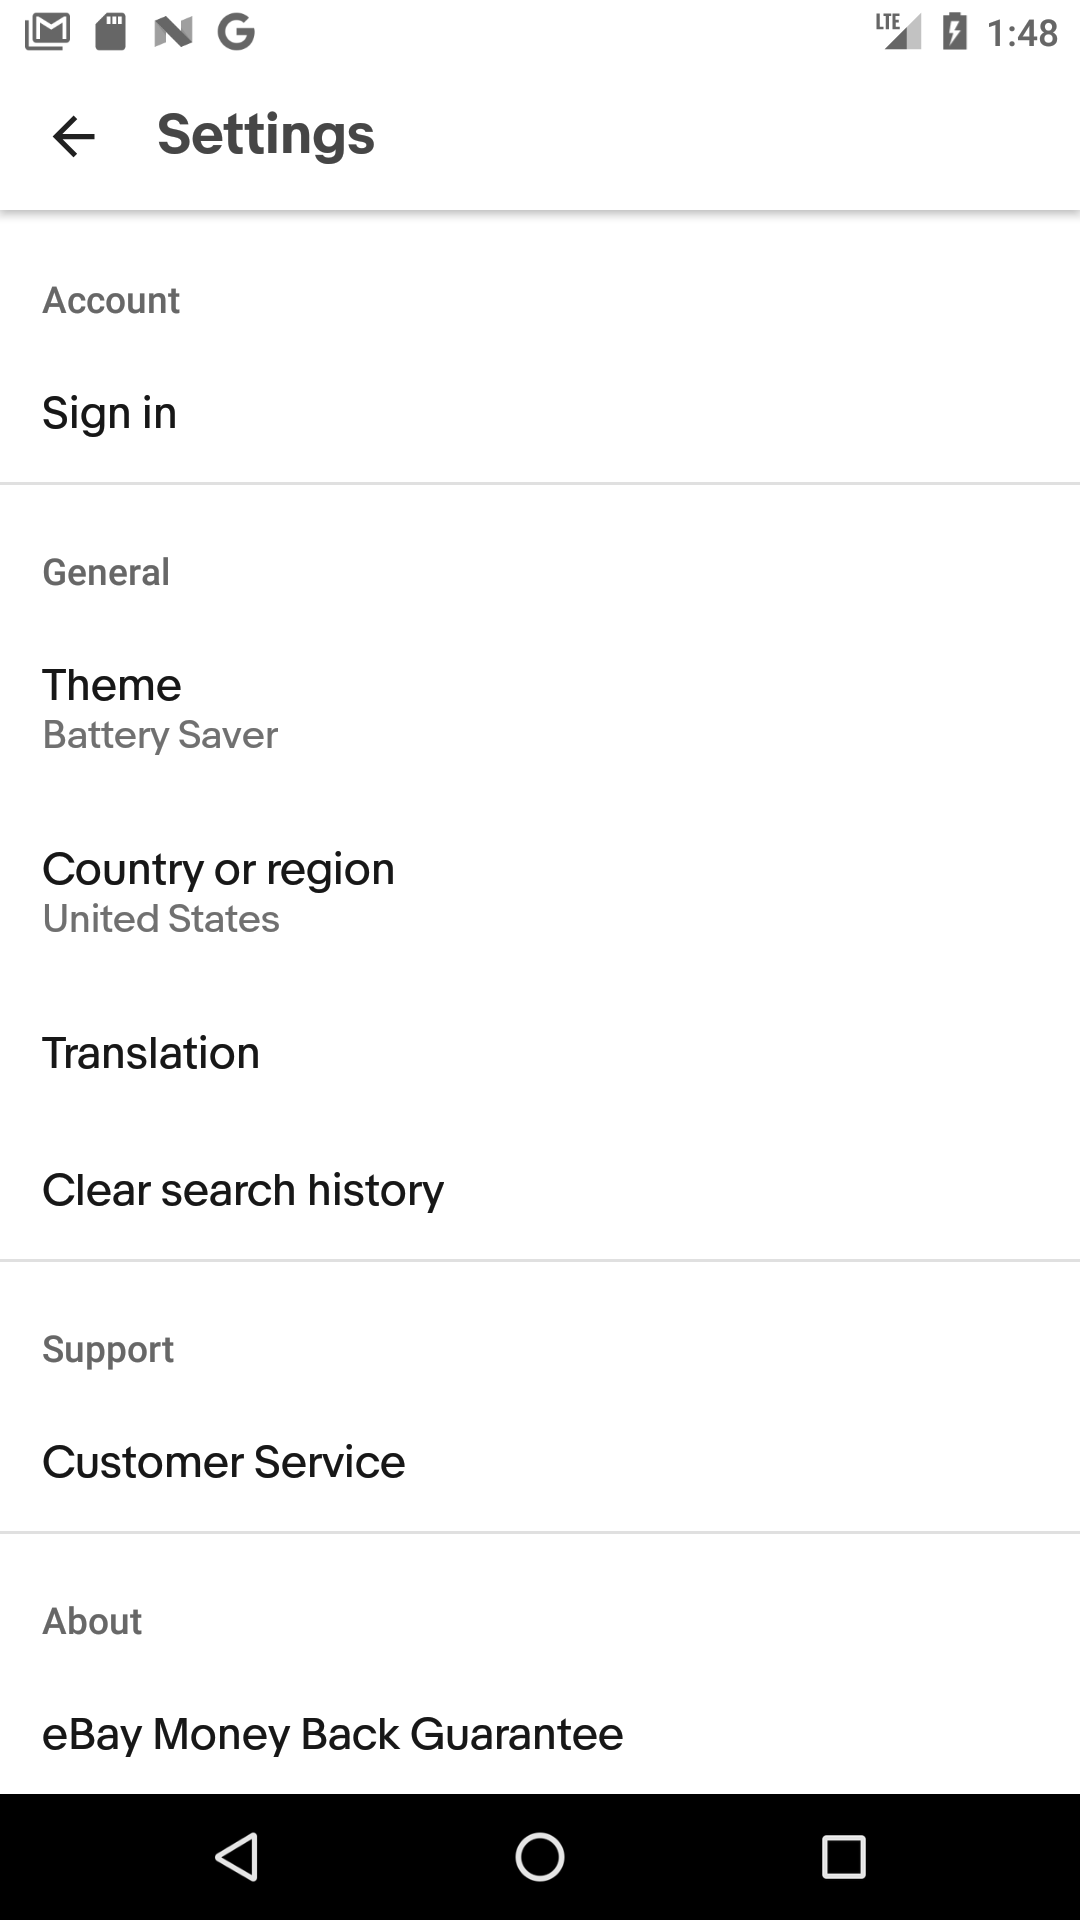 LTE 1:48
Settings
Account
Sign in
General
Theme
Battery Saver
Country or region
United States
Translation
Clear search history
Support
Customer Service
About
eBay Money Back Guarantee